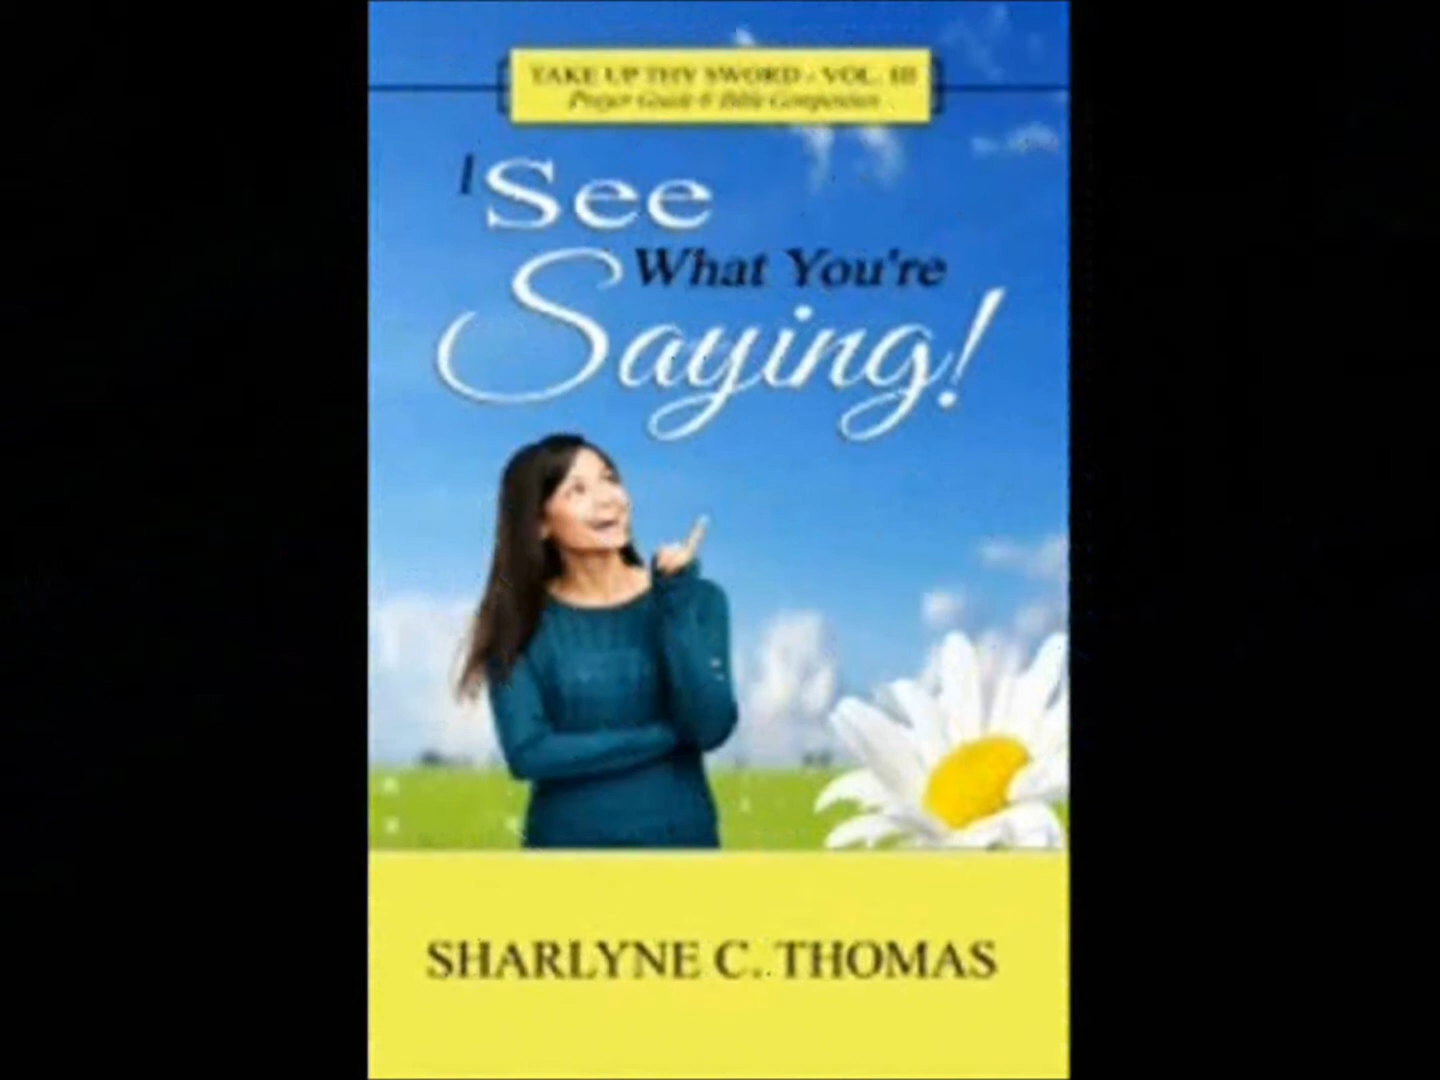 TAKE UP THY SWORD - VOL. III
Prayer Guide & Bible Companion
I See
What You're
Saying!
SHARLYNE C. THOMAS